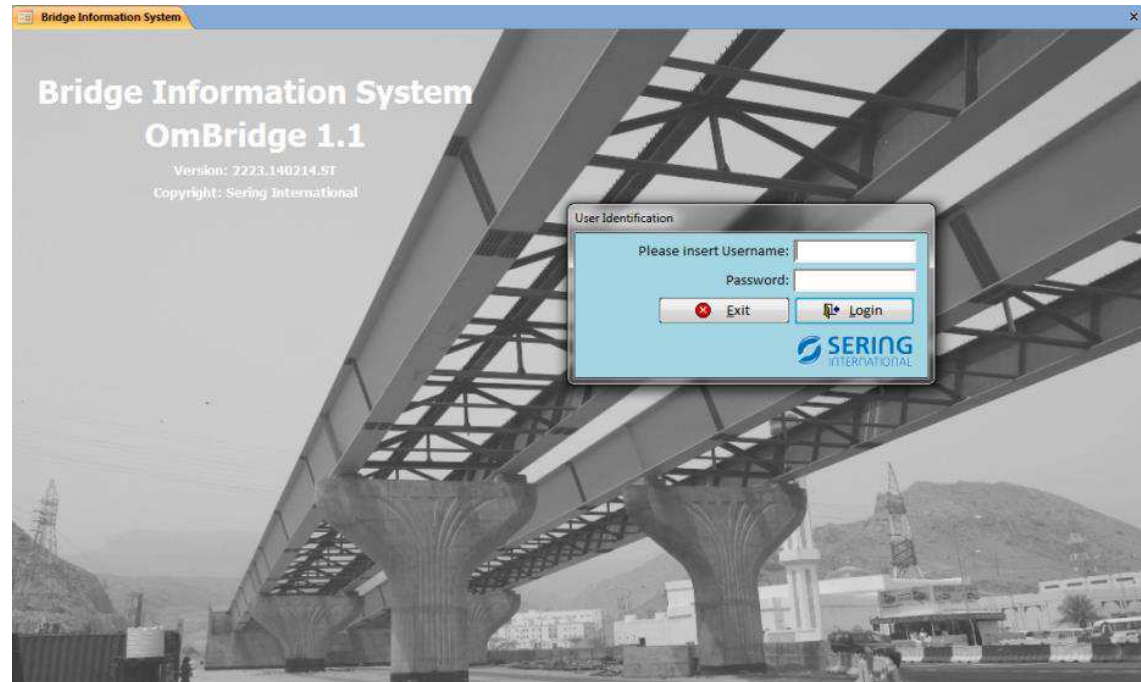 Bridge Information System
Bridge Information System
OmBridge 1.1
Version: 2223.140214.ST
Copyright: Sering International
User Identification
Please insert Username:
Password:
Exit
Login
SERING
INTERNATIONAL